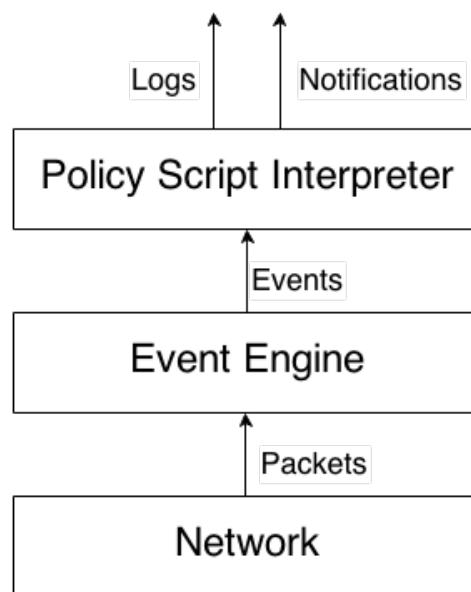 Logs
Notifications
Policy Script Interpreter
Events
Event Engine
Packets
Network